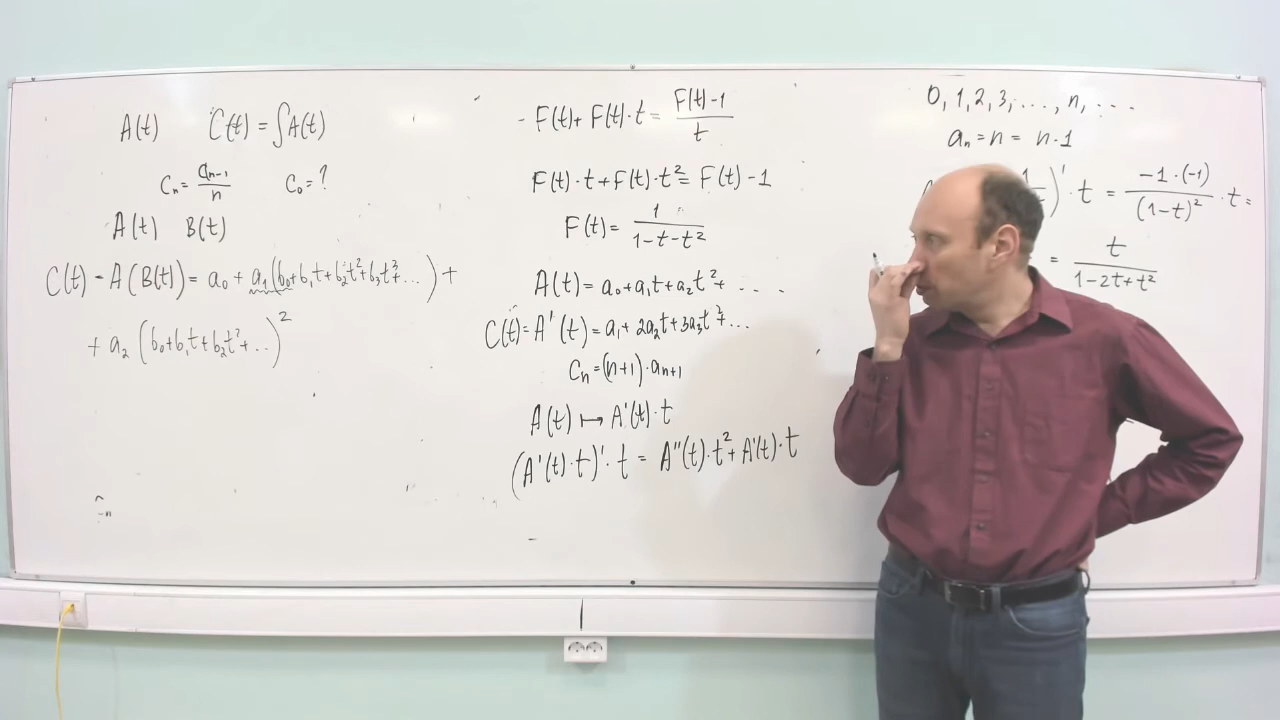 A(t) C(t) = ∫A(t)
Cₙ = aₙ₋₁/n C₀ = ?
A(t) B(t)
C(t) = A(B(t)) = a₀ + a₁(b₀+b₁t+b₂t²+b₃t³+...) +
+ a₂ (b₀+b₁t+b₂t²+...)²
F(t)+F(t)·t = (F(t)-1)/t
F(t)·t+F(t)·t² = F(t)-1
F(t) = 1/(1-t-t²)
A(t) = a₀+a₁t+a₂t²+ ....
C(t) = A'(t) = a₁+2a₂t+3a₃t²+...
Cₙ = (n+1)·aₙ₊₁
A(t) ↦ A'(t)·t
(A'(t)·t)'·t = A''(t)·t²+A'(t)·t
0, 1, 2, 3, ...., n, ...
aₙ = n = n·1
)'·t = (-1·(-1))/(1-t)² ·t =
= t/(1-2t+t²)